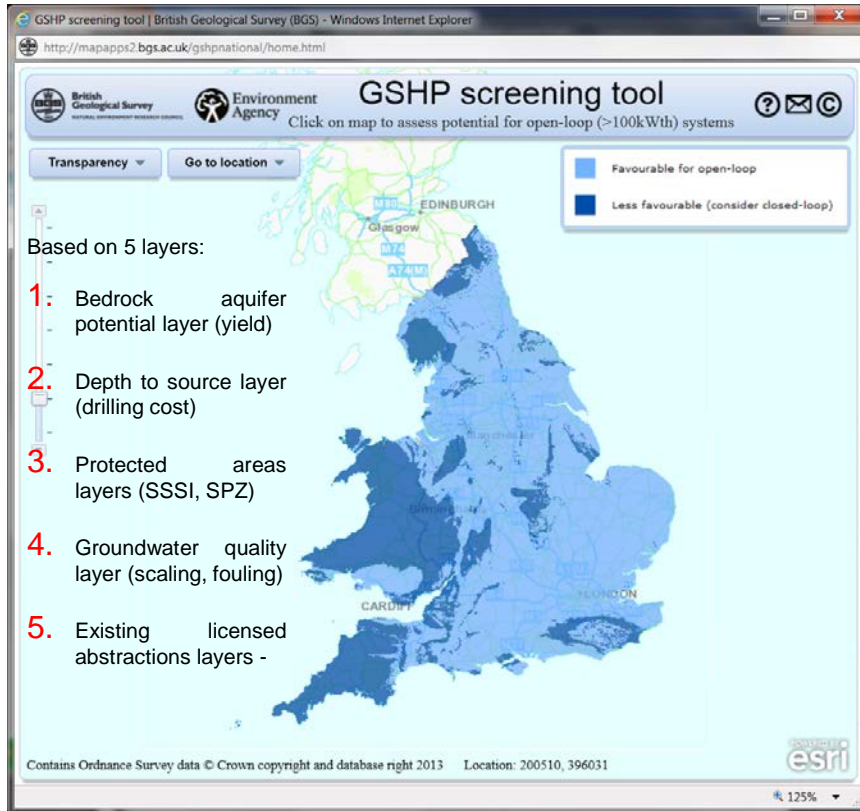 GSHP screening tool | British Geological Survey (BGS) - Windows Internet Explorer
http://mapapps2.bgs.ac.uk/gshpnational/home.html
British
Geological Survey
NATURAL ENVIRONMENT RESEARCH COUNCIL
Environment
Agency
GSHP screening tool
Click on map to assess potential for open-loop (>100kWth) systems
Transparency
Go to location
Favourable for open-loop
Less favourable (consider closed-loop)
M80
EDINBURGH
Glasgow
M74
A74(M)
Based on 5 layers:
1. Bedrock aquifer
potential layer (yield)
2. Depth to source layer
(drilling cost)
3. Protected areas
layers (SSSI, SPZ)
4. Groundwater quality
layer (scaling, fouling)
5. Existing licensed
abstractions layers -
Manchester
Birmingham
CARDIFF
LONDON
Contains Ordnance Survey data © Crown copyright and database right 2013 Location: 200510, 396031
POWERED BY
esri
125%